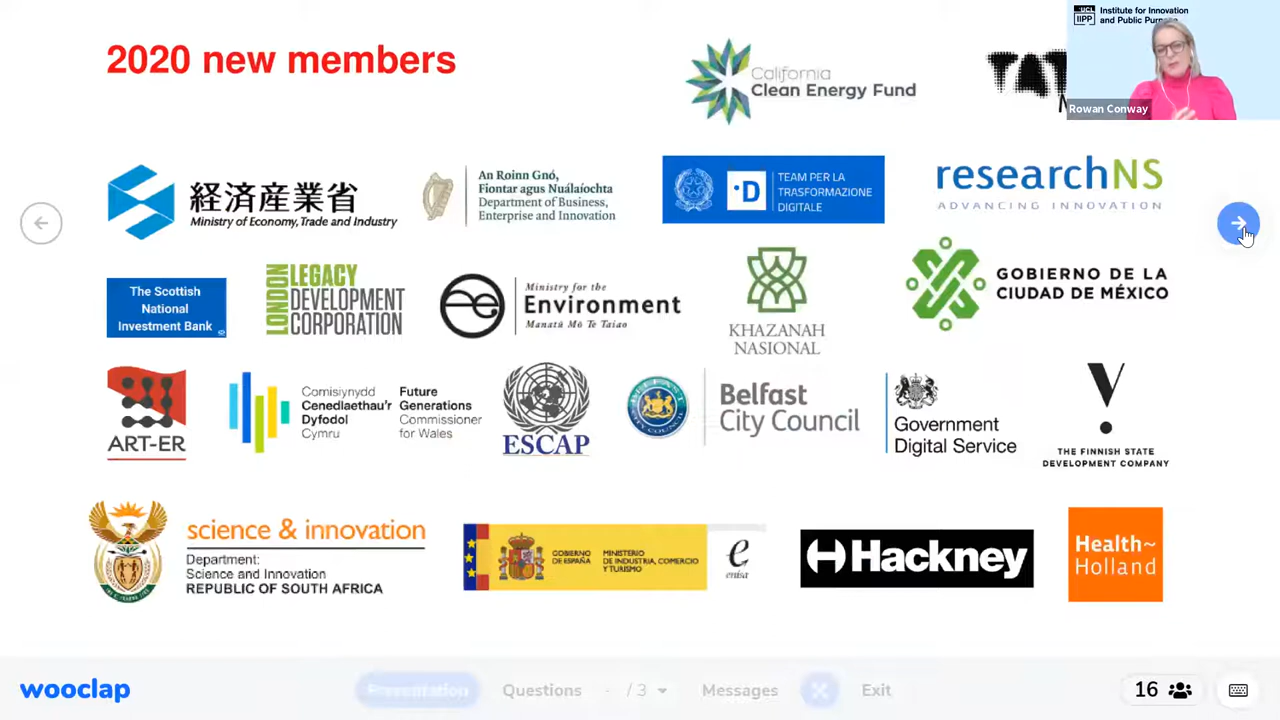 2020 new members
California
Clean Energy Fund
UCL
IIPP
Institute for Innovation
and Public
Rowan Conway
経済産業省
Ministry of Economy, Trade and Industry
An Roinn Gnó,
Fiontar agus Nuálaíochta
Department of Business,
Enterprise and Innovation
D
TEAM PER LA
TRASFORMAZIONE
DIGITALE
researchNS
ADVANCING INNOVATION
The Scottish
National
Investment Bank
LONDON
LEGACY
DEVELOPMENT
CORPORATION
Ministry for the
Environment
Manatū Mō Te Taiao
KHAZANAH
NASIONAL
GOBIERNO DE LA
CIUDAD DE MÉXICO
ART-ER
Comisiynydd
Cenedlaethau'r
Dyfodol
Cymru
Future
Generations
Commissioner
for Wales
ESCAP
Belfast
City Council
Government
Digital Service
V
THE FINNISH STATE
DEVELOPMENT COMPANY
science & innovation
Department:
Science and Innovation
REPUBLIC OF SOUTH AFRICA
GOBIERNO
DE ESPAÑA
MINISTERIO
DE INDUSTRIA, COMERCIO
Y TURISMO
e
enisa
Hackney
Health~
Holland
wooclap
Presentation
Questions
- / 3
Messages
Exit
16